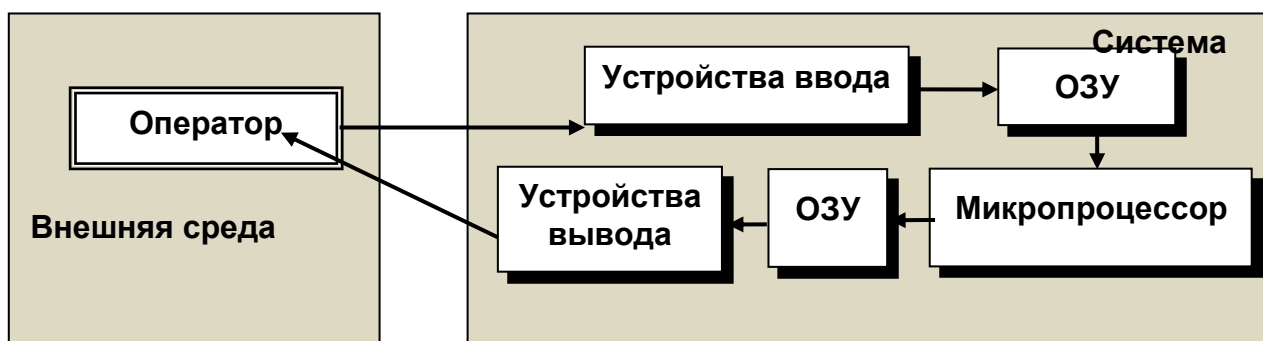 Система
Устройства ввода
ОЗУ
Оператор
Устройства
вывода
ОЗУ
Микропроцессор
Внешняя среда